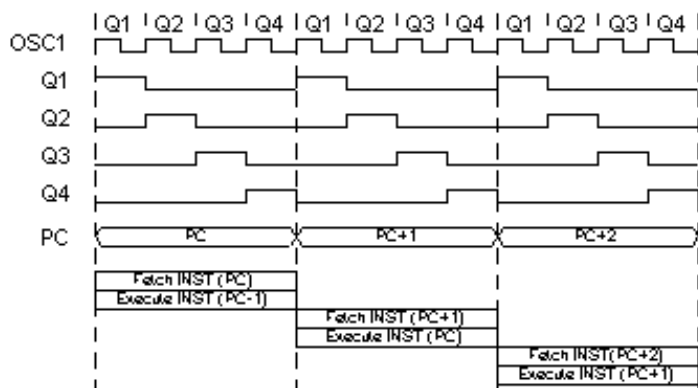 Q1 Q2 Q3 Q4 Q1 Q2 Q3 Q4 Q1 Q2 Q3 Q4
OSC1
Q1
Q2
Q3
Q4
PC PC PC+1 PC+2
Fetch INST (PC)
Execute INST (PC-1)
Fetch INST (PC+1)
Execute INST (PC)
Fetch INST(PC+2)
Execute INST (PC+1)